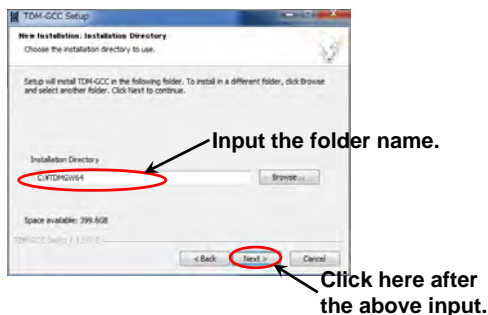 TDM-GCC Setup
New Installation: Installation Directory
Choose the installation directory to use.
Setup will install TDM-GCC in the following folder. To install in a different folder, click Browse
and select another folder. Click Next to continue.
Input the folder name.
Installation Directory
C:¥TDMGW64
Browse...
Space available: 399.6GB
TDM-GCC Setup
< Back Next > Cancel
Click here after
the above input.